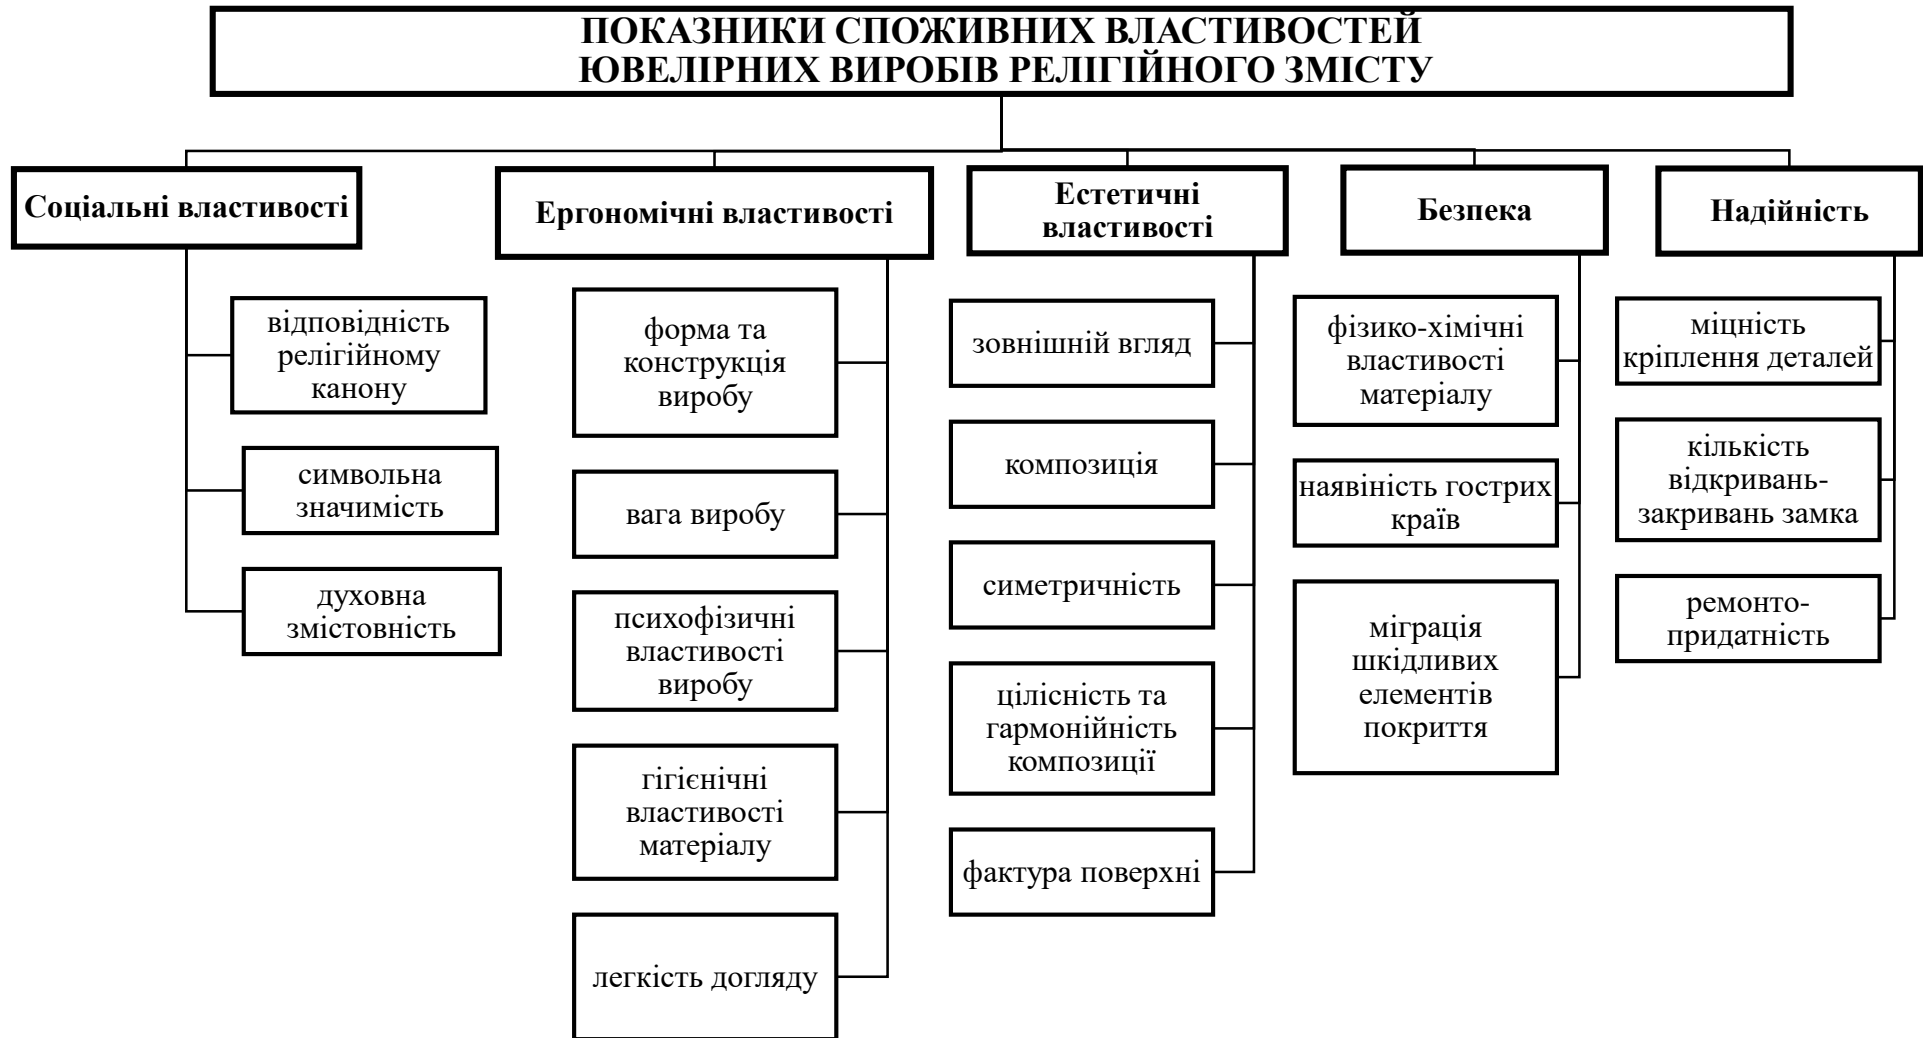 ПОКАЗНИКИ СПОЖИВНИХ ВЛАСТИВОСТЕЙ
ЮВЕЛІРНИХ ВИРОБІВ РЕЛІГІЙНОГО ЗМІСТУ
Соціальні властивості
відповідність
релігійному
канону
символьна
значимість
духовна
змістовність
Ергономічні властивості
форма та
конструкція
виробу
вага виробу
психофізичні
властивості
виробу
гігієнічні
властивості
матеріалу
легкість догляду
Естетичні
властивості
зовнішній вгляд
композиція
симетричність
цілісність та
гармонійність
композиції
фактура поверхні
Безпека
фізико-хімічні
властивості
матеріалу
наявіність гострих
країв
міграція
шкідливих
елементів
покриття
Надійність
міцність
кріплення деталей
кількість
відкривань-
закривань замка
ремонто-
придатність